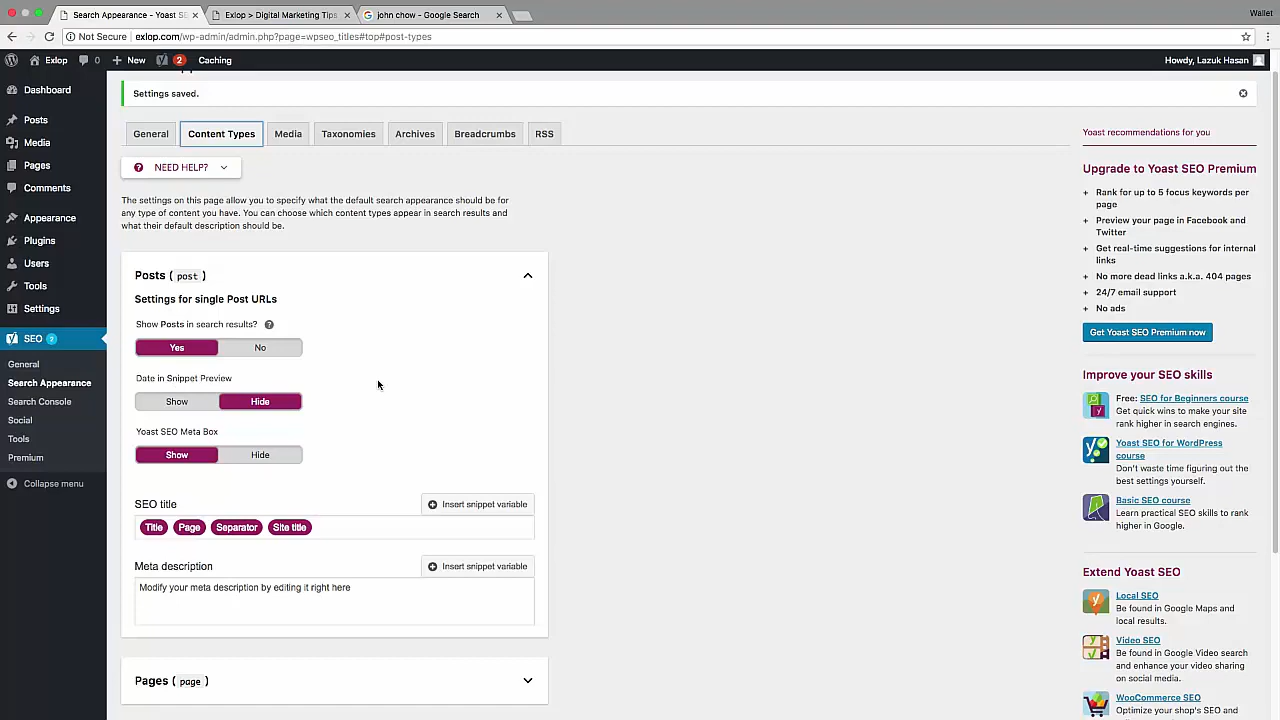 Search Appearance - Yoast SE
Exlop > Digital Marketing Tips
john chow - Google Search
Wallet
Not Secure
exlop.com/wp-admin/admin.php?page=wpseo_titles#top#post-types
Exlop
0
New
2
Caching
Howdy, Lazuk Hasan
Dashboard
Posts
Media
Pages
Comments
Appearance
Plugins
Users
Tools
Settings
SEO
General
Search Appearance
Search Console
Social
Tools
Premium
Collapse menu
Settings saved.
General
Content Types
Media
Taxonomies
Archives
Breadcrumbs
RSS
NEED HELP?
The settings on this page allow you to specify what the default search appearance should be for
any type of content you have. You can choose which content types appear in search results and
what their default description should be.
Posts ( post )
Settings for single Post URLs
Show Posts in search results?
Yes
No
Date in Snippet Preview
Show
Hide
Yoast SEO Meta Box
Show
Hide
SEO title
Insert snippet variable
Title
Page
Separator
Site title
Meta description
Insert snippet variable
Modify your meta description by editing it right here
Pages ( page )
Yoast recommendations for you
Upgrade to Yoast SEO Premium
+ Rank for up to 5 focus keywords per
page
+ Preview your page in Facebook and
Twitter
+ Get real-time suggestions for internal
links
+ No more dead links a.k.a. 404 pages
+ 24/7 email support
+ No ads
Get Yoast SEO Premium now
Improve your SEO skills
Free: SEO for Beginners course
Get quick wins to make your site
rank higher in search engines.
Yoast SEO for WordPress
course
Don't waste time figuring out the
best settings yourself.
Basic SEO course
Learn practical SEO skills to rank
higher in Google.
Extend Yoast SEO
Local SEO
Be found in Google Maps and
local results.
Video SEO
Be found in Google Video search
and enhance your video sharing
on social media.
WooCommerce SEO
Optimize your shop's SEO and